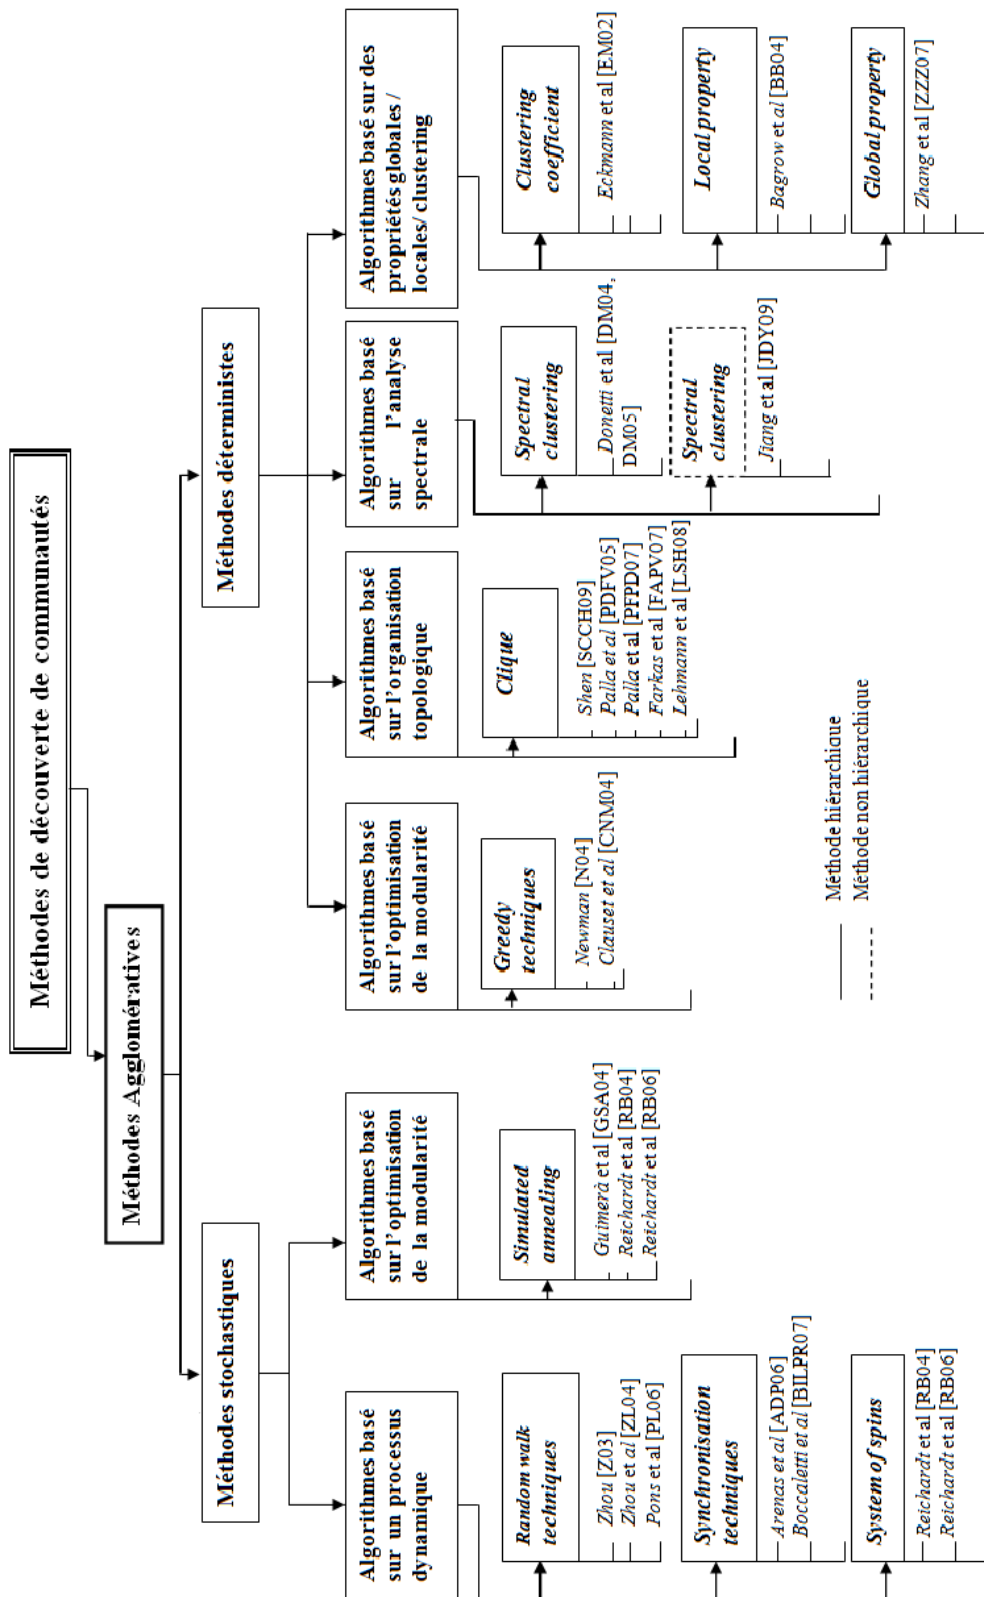 Méthodes de découverte de communautés
Méthodes Agglomératives
Méthodes stochastiques
Méthodes déterministes
Algorithmes basé
sur un processus
dynamique
Algorithmes basé
sur l'optimisation
de la modularité
Algorithmes basé
sur l'optimisation
de la modularité
Algorithmes basé
sur l'organisation
topologique
Algorithmes basé
sur l'analyse
spectrale
Algorithmes basé sur des
propriétés globales /
locales/ clustering
Random walk
techniques
Zhou [Z03]
Zhou et al [ZL04]
Pons et al [PL06]
Synchronisation
techniques
Arenas et al [ADP06]
Boccaletti et al [BILPR07]
System of spins
Reichardt et al [RB04]
Reichardt et al [RB06]
Simulated
annealing
Guimerà et al [GSA04]
Reichardt et al [RB04]
Reichardt et al [RB06]
Greedy
techniques
Newman [N04]
Clauset et al [CNM04]
Clique
Shen [SCCH09]
Palla et al [PDFV05]
Palla et al [PFPD07]
Farkas et al [FAPV07]
Lehmann et al [LSH08]
Spectral
clustering
Donetti et al [DM04,
DM05]
Spectral
clustering
Jiang et al [JDY09]
Clustering
coefficient
Eckmann et al [EM02]
Local property
Bagrow et al [BB04]
Global property
Zhang et al [ZZZ07]
Méthode hiérarchique
Méthode non hiérarchique